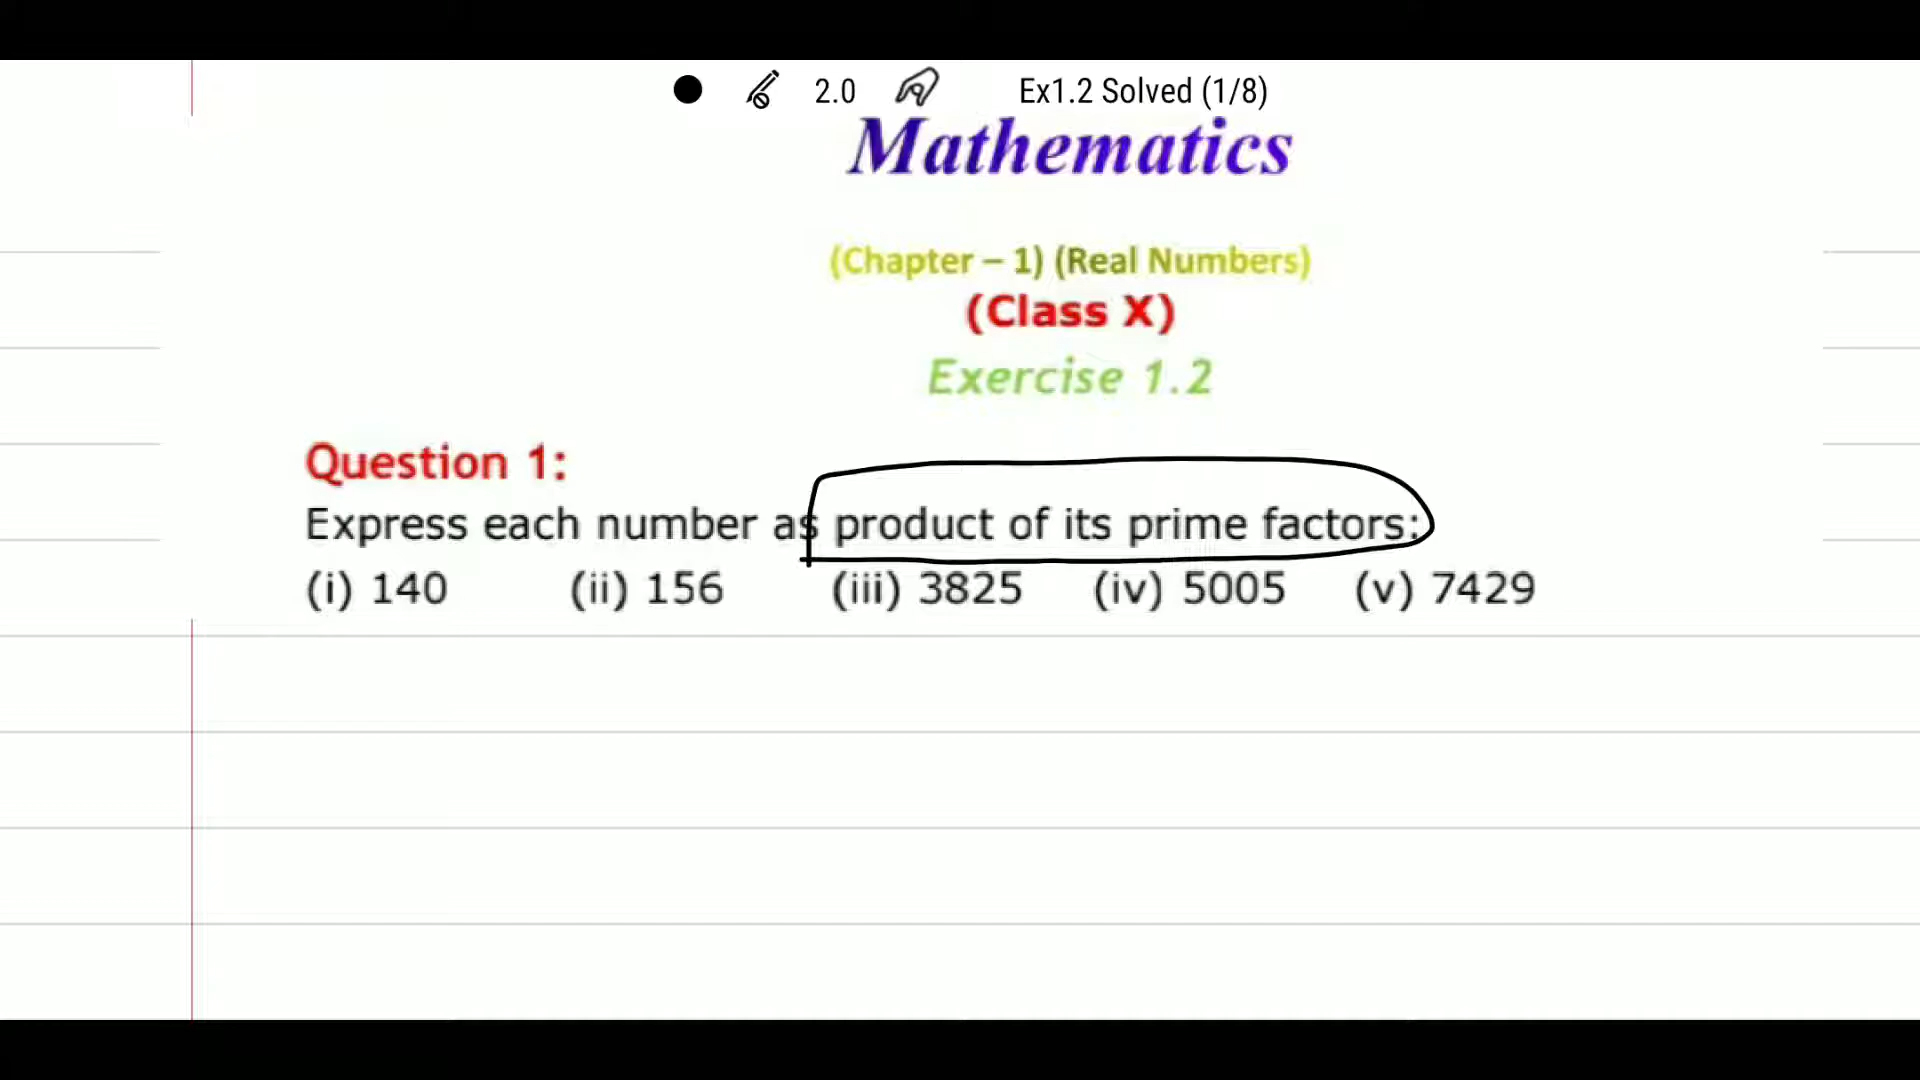 2.0 Ex1.2 Solved (1/8)
Mathematics
(Chapter – 1) (Real Numbers)
(Class X)
Exercise 1.2
Question 1:
Express each number as product of its prime factors:
(i) 140 (ii) 156 (iii) 3825 (iv) 5005 (v) 7429